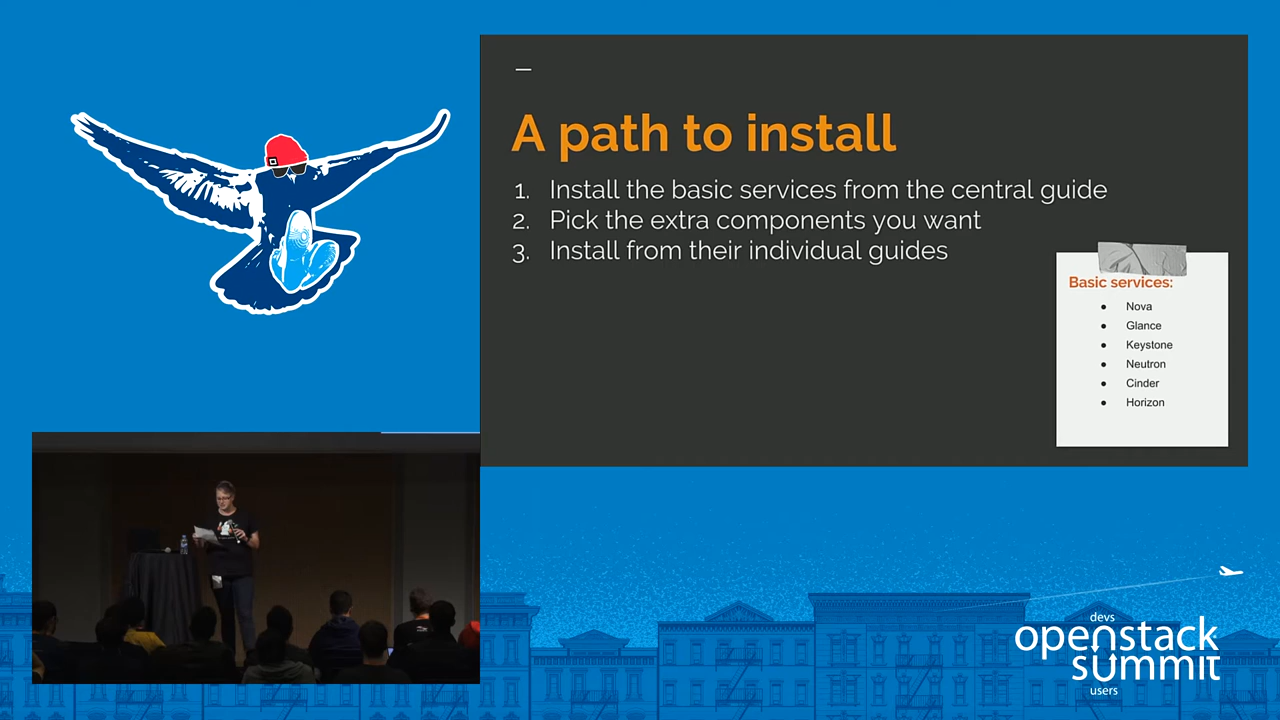 A path to install
1. Install the basic services from the central guide
2. Pick the extra components you want
3. Install from their individual guides
Basic services:
● Nova
● Glance
● Keystone
● Neutron
● Cinder
● Horizon
devs
openstack
summit
users